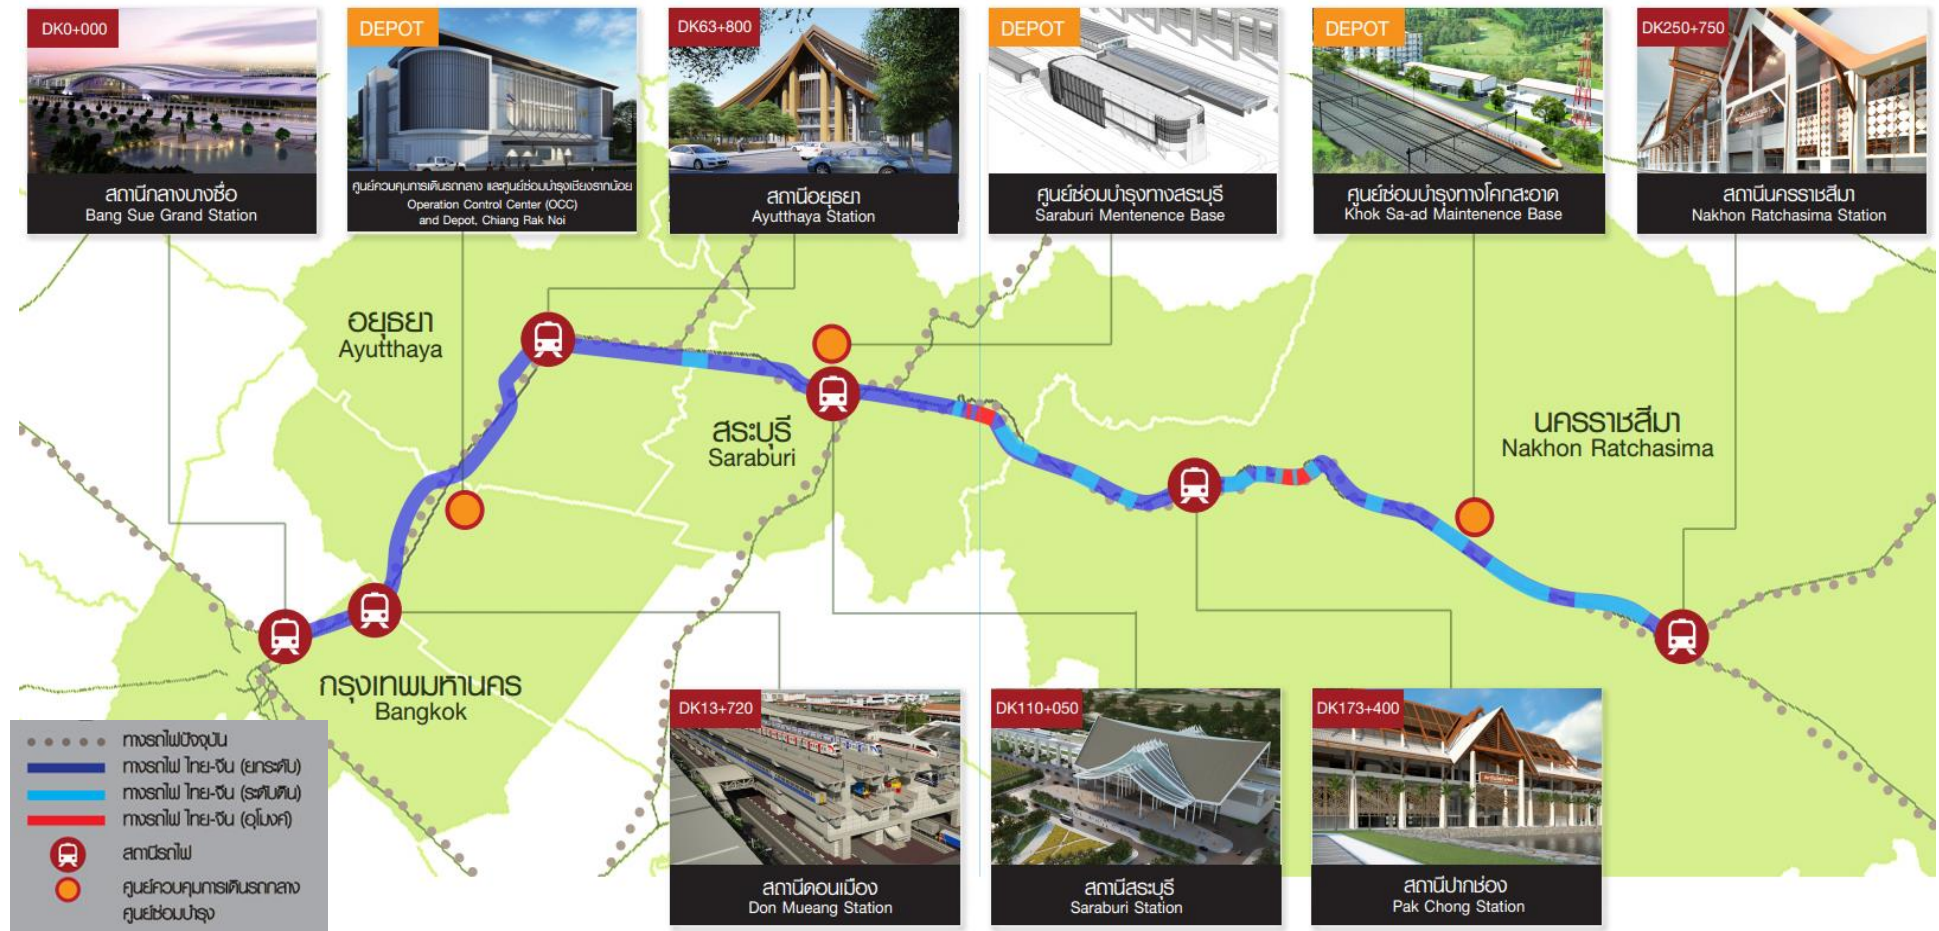 DK0+000
สถานีกลางบางซื่อ
Bang Sue Grand Station
DEPOT
ศูนย์ควบคุมการเดินรถกลาง และศูนย์ซ่อมบำรุงเชียงรากน้อย
Operation Control Center (OCC)
and Depot, Chiang Rak Noi
DK63+800
สถานีอยุธยา
Ayutthaya Station
DEPOT
ศูนย์ซ่อมบำรุงทางสระบุรี
Saraburi Mentenence Base
DEPOT
ศูนย์ซ่อมบำรุงทางโคกสะอาด
Khok Sa-ad Maintenence Base
DK250+750
สถานีนครราชสีมา
Nakhon Ratchasima Station
อยุธยา
Ayutthaya
สระบุรี
Saraburi
นครราชสีมา
Nakhon Ratchasima
กรุงเทพมหานคร
Bangkok
DK13+720
สถานีดอนเมือง
Don Mueang Station
DK110+050
สถานีสระบุรี
Saraburi Station
DK173+400
สถานีปากช่อง
Pak Chong Station
ทางรถไฟปัจจุบัน
ทางรถไฟ ไทย-จีน (ยกระดับ)
ทางรถไฟ ไทย-จีน (ระดับดิน)
ทางรถไฟ ไทย-จีน (อุโมงค์)
สถานีรถไฟ
ศูนย์ควบคุมการเดินรถกลาง
ศูนย์ซ่อมบำรุง